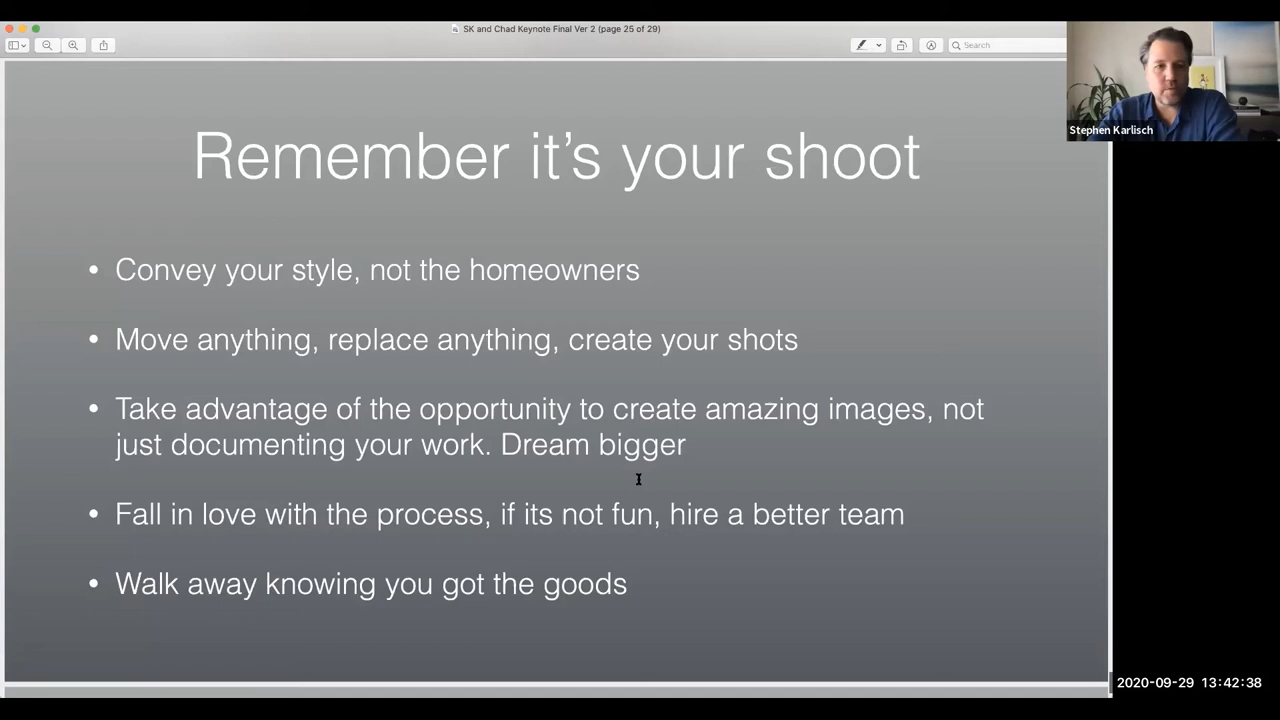 SK and Chad Keynote Final Ver 2 (page 25 of 29)
Search
Stephen Karlisch
Remember it's your shoot
• Convey your style, not the homeowners
• Move anything, replace anything, create your shots
• Take advantage of the opportunity to create amazing images, not
just documenting your work. Dream bigger
• Fall in love with the process, if its not fun, hire a better team
• Walk away knowing you got the goods
2020-09-29 13:42:38